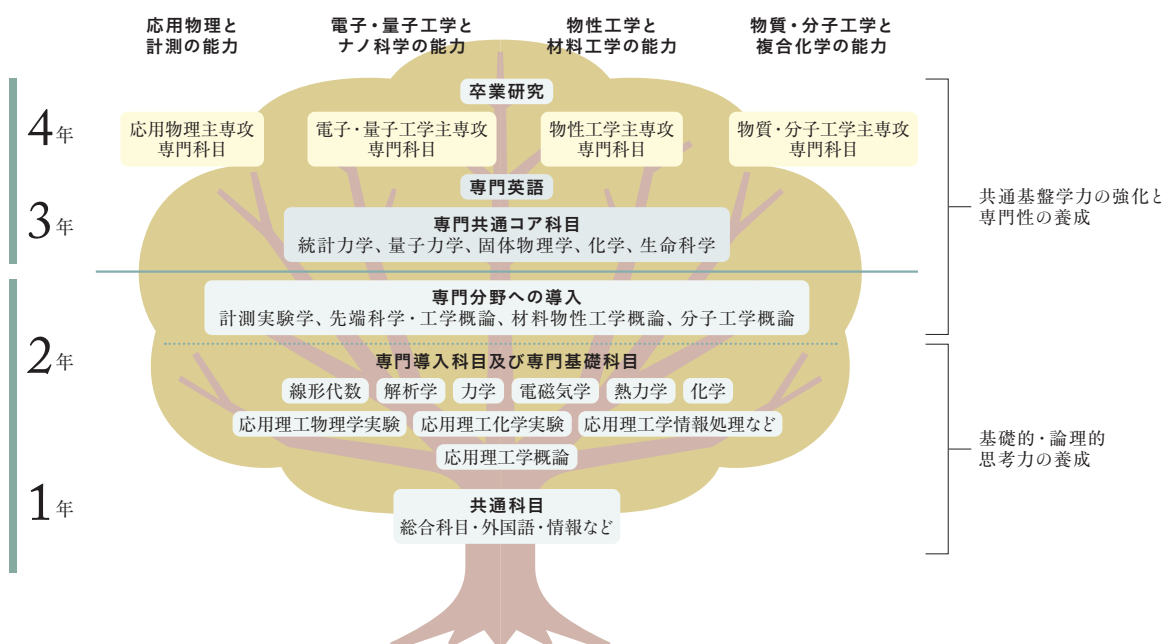 応用物理と
計測の能力
電子・量子工学と
ナノ科学の能力
物性工学と
材料工学の能力
物質・分子工学と
複合化学の能力
卒業研究
4年
応用物理主専攻
専門科目
電子・量子工学主専攻
専門科目
物性工学主専攻
専門科目
物質・分子工学主専攻
専門科目
専門英語
3年
専門共通コア科目
統計力学、量子力学、固体物理学、化学、生命科学
共通基盤学力の強化と
専門性の養成
専門分野への導入
計測実験学、先端科学・工学概論、材料物性工学概論、分子工学概論
2年
専門導入科目及び専門基礎科目
線形代数 解析学 力学 電磁気学 熱力学 化学
応用理工物理学実験 応用理工化学実験 応用理工学情報処理など
応用理工学概論
基礎的・論理的
思考力の養成
1年
共通科目
総合科目・外国語・情報など